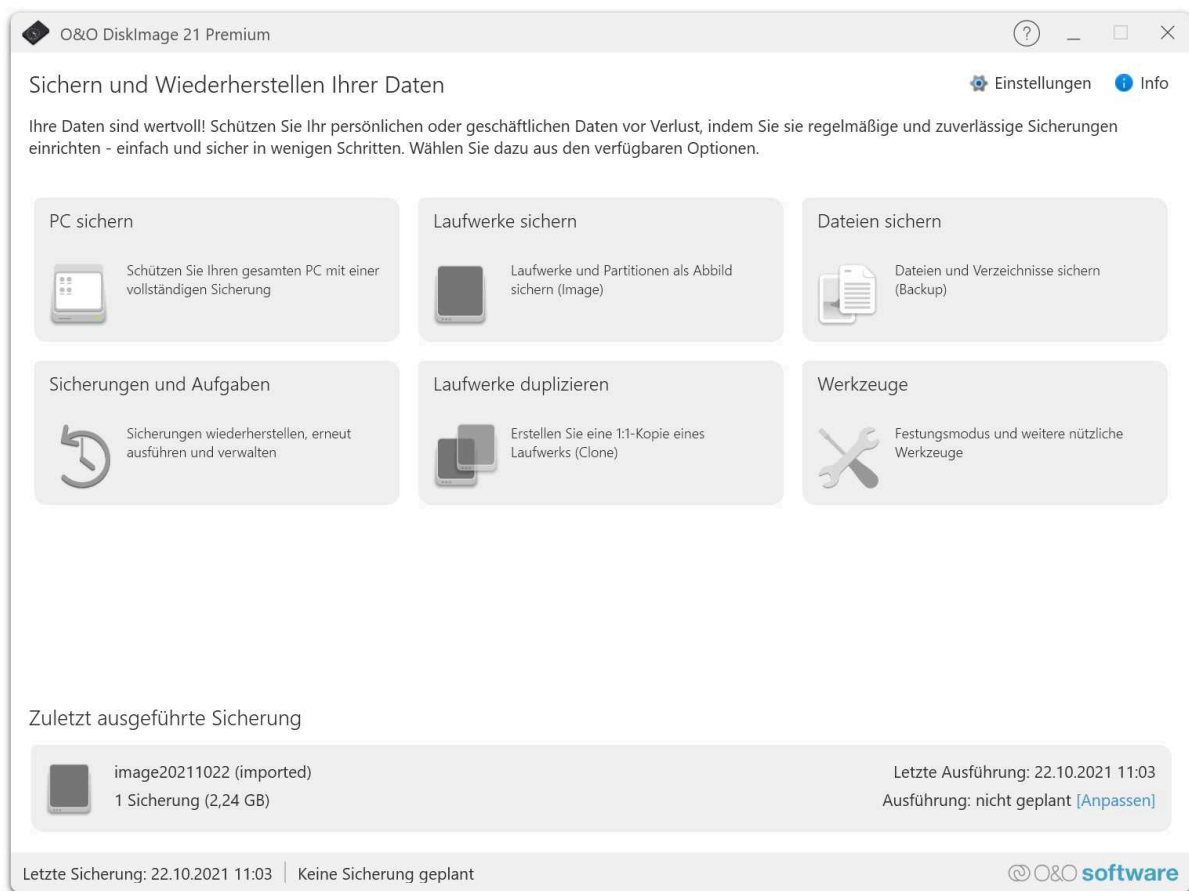 O&O DiskImage 21 Premium
?
Sichern und Wiederherstellen Ihrer Daten
Einstellungen
Info
Ihre Daten sind wertvoll! Schützen Sie Ihr persönlichen oder geschäftlichen Daten vor Verlust, indem Sie sie regelmäßige und zuverlässige Sicherungen
einrichten - einfach und sicher in wenigen Schritten. Wählen Sie dazu aus den verfügbaren Optionen.
PC sichern
Schützen Sie Ihren gesamten PC mit einer
vollständigen Sicherung
Laufwerke sichern
Laufwerke und Partitionen als Abbild
sichern (Image)
Dateien sichern
Dateien und Verzeichnisse sichern
(Backup)
Sicherungen und Aufgaben
Sicherungen wiederherstellen, erneut
ausführen und verwalten
Laufwerke duplizieren
Erstellen Sie eine 1:1-Kopie eines
Laufwerks (Clone)
Werkzeuge
Festungsmodus und weitere nützliche
Werkzeuge
Zuletzt ausgeführte Sicherung
image20211022 (imported)
1 Sicherung (2,24 GB)
Letzte Ausführung: 22.10.2021 11:03
Ausführung: nicht geplant [Anpassen]
Letzte Sicherung: 22.10.2021 11:03
Keine Sicherung geplant
O&O software